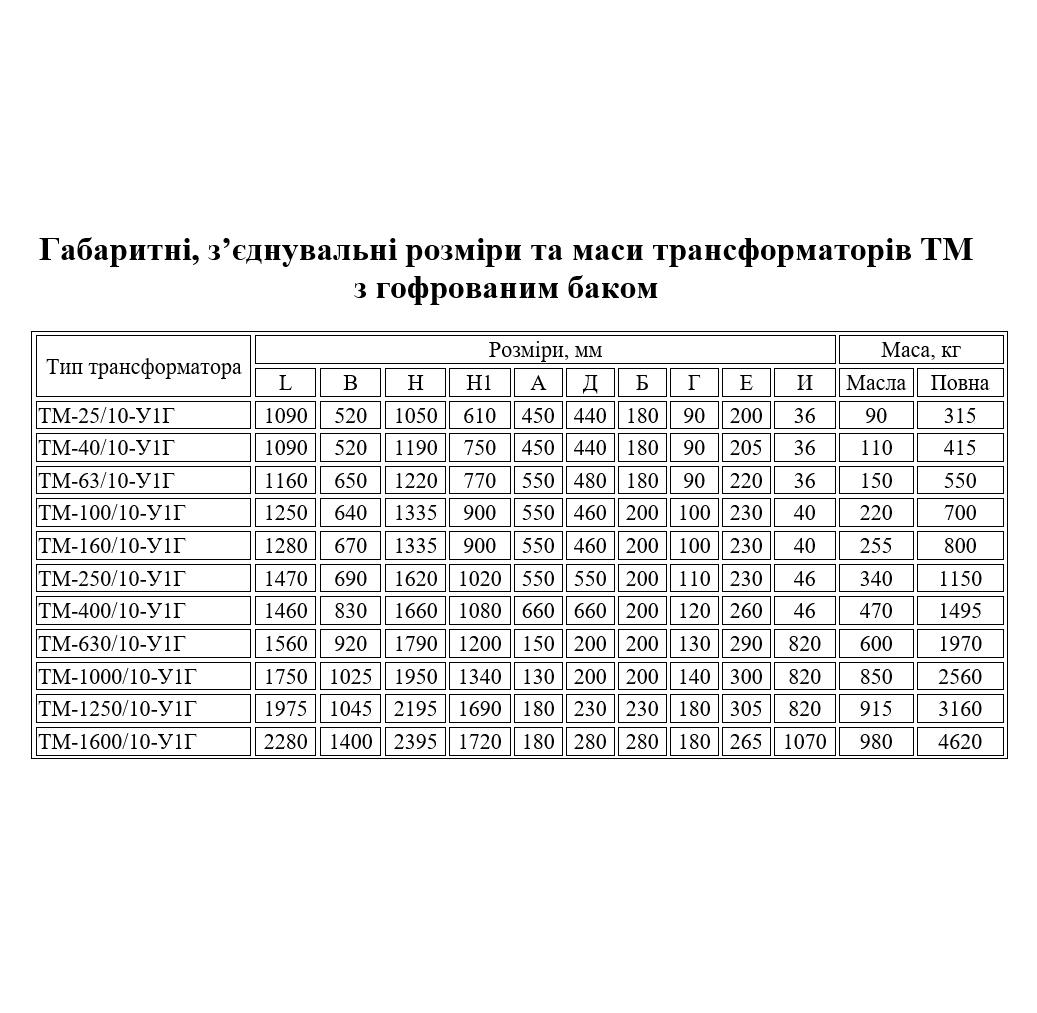 Габаритні, з’єднувальні розміри та маси трансформаторів ТМ
з гофрованим баком
Тип трансформатора Розміри, мм Маса, кг
L B H H1 А Д Б Г Е И Масла Повна
ТМ-25/10-У1Г 1090 520 1050 610 450 440 180 90 200 36 90 315
ТМ-40/10-У1Г 1090 520 1190 750 450 440 180 90 205 36 110 415
ТМ-63/10-У1Г 1160 650 1220 770 550 480 180 90 220 36 150 550
ТМ-100/10-У1Г 1250 640 1335 900 550 460 200 100 230 40 220 700
ТМ-160/10-У1Г 1280 670 1335 900 550 460 200 100 230 40 255 800
ТМ-250/10-У1Г 1470 690 1620 1020 550 550 200 110 230 46 340 1150
ТМ-400/10-У1Г 1460 830 1660 1080 660 660 200 120 260 46 470 1495
ТМ-630/10-У1Г 1560 920 1790 1200 150 200 200 130 290 820 600 1970
ТМ-1000/10-У1Г 1750 1025 1950 1340 130 200 200 140 300 820 850 2560
ТМ-1250/10-У1Г 1975 1045 2195 1690 180 230 230 180 305 820 915 3160
ТМ-1600/10-У1Г 2280 1400 2395 1720 180 280 280 180 265 1070 980 4620